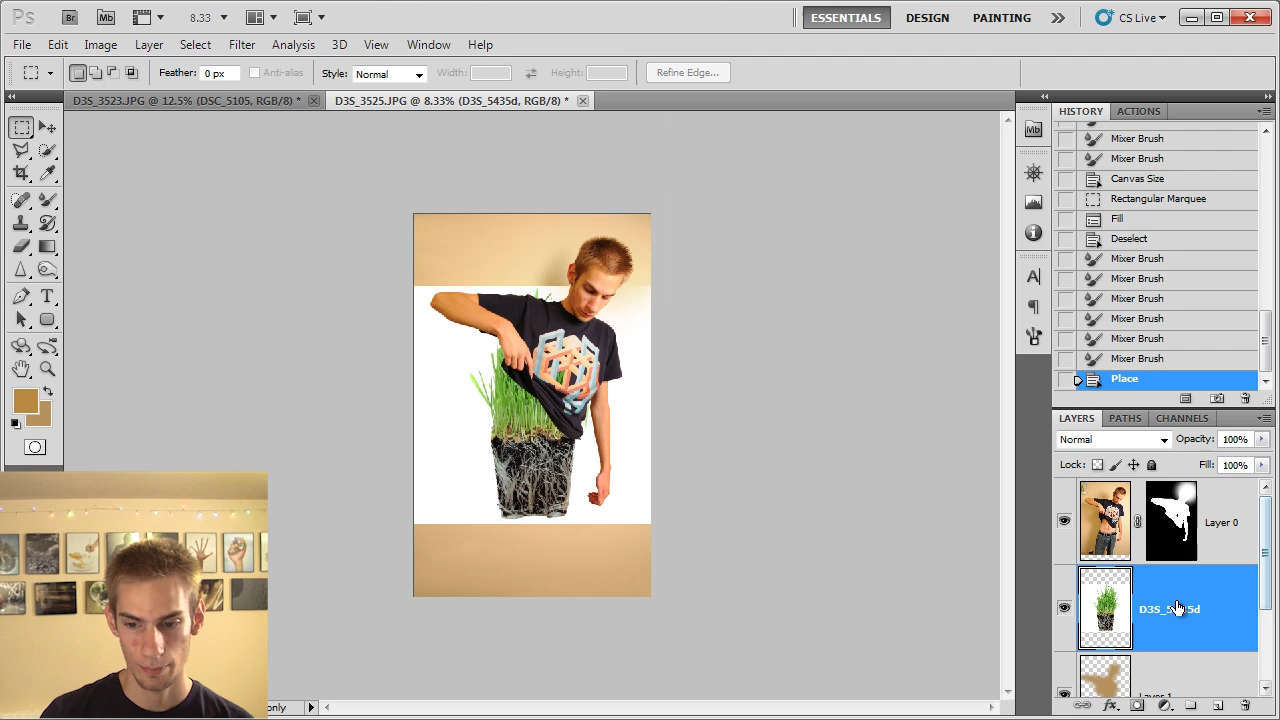 Ps Br Mb 8.33 ESSENTIALS DESIGN PAINTING CS Live
File Edit Image Layer Select Filter Analysis 3D View Window Help
Feather: 0 px Anti-alias Style: Normal Width: Height: Refine Edge...
D3S_3523.JPG @ 12.5% (DSC_5105, RGB/8) * D3S_3525.JPG @ 8.33% (D3S_5435d, RGB/8) *
HISTORY ACTIONS
Mb
Mixer Brush
Mixer Brush
Canvas Size
Rectangular Marquee
Fill
Deselect
Mixer Brush
Mixer Brush
Mixer Brush
Mixer Brush
Mixer Brush
Mixer Brush
Place
LAYERS PATHS CHANNELS
Normal Opacity: 100%
Lock: Fill: 100%
Layer 0
Layer 1
only